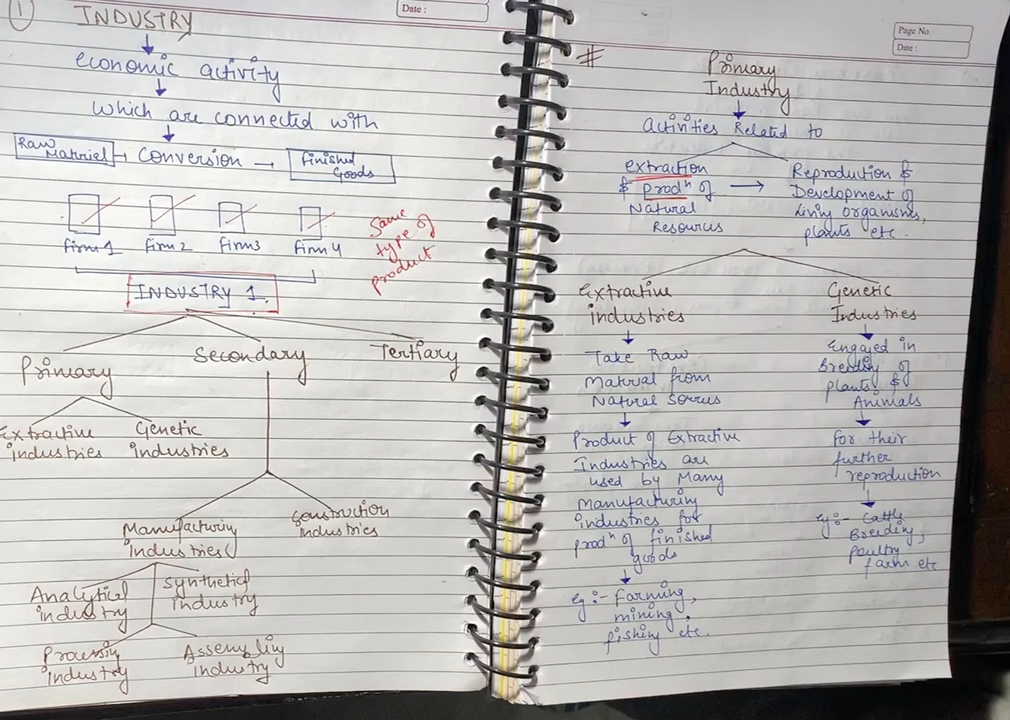 1
INDUSTRY
Date :
economic activity
which are connected with
Raw Matriel → Conversion → finished Goods
firm 1 firm 2 firm3 firm 4
Same
type of
product
INDUSTRY 1.
Primary Secondary Tertiary
Extractive Genetic
industries industries
Manufacturing Construction
industries industries
Analytical Synthetical
industry industry
Processing Assembling
industry industry
Page No.
Date :
#
Primary
Industry
Activities Related to
extraction
& prodⁿ of →
Natural
Resources
Reproduction &
Development of
Living organisms,
plants etc.
Extractive
industries
Take Raw
Material from
Natural Sources
Product of Extractive
Industries are
used by Many
Manufacturing
industries for
prodⁿ of finished
goods
eg :- Farming,
mining,
fishing etc.
Genetic
Industries
Engaged in
Breeding of
plants &
Animals
for their
further
reproduction
Eg:- Cattle
Breeding,
poultry
farm etc